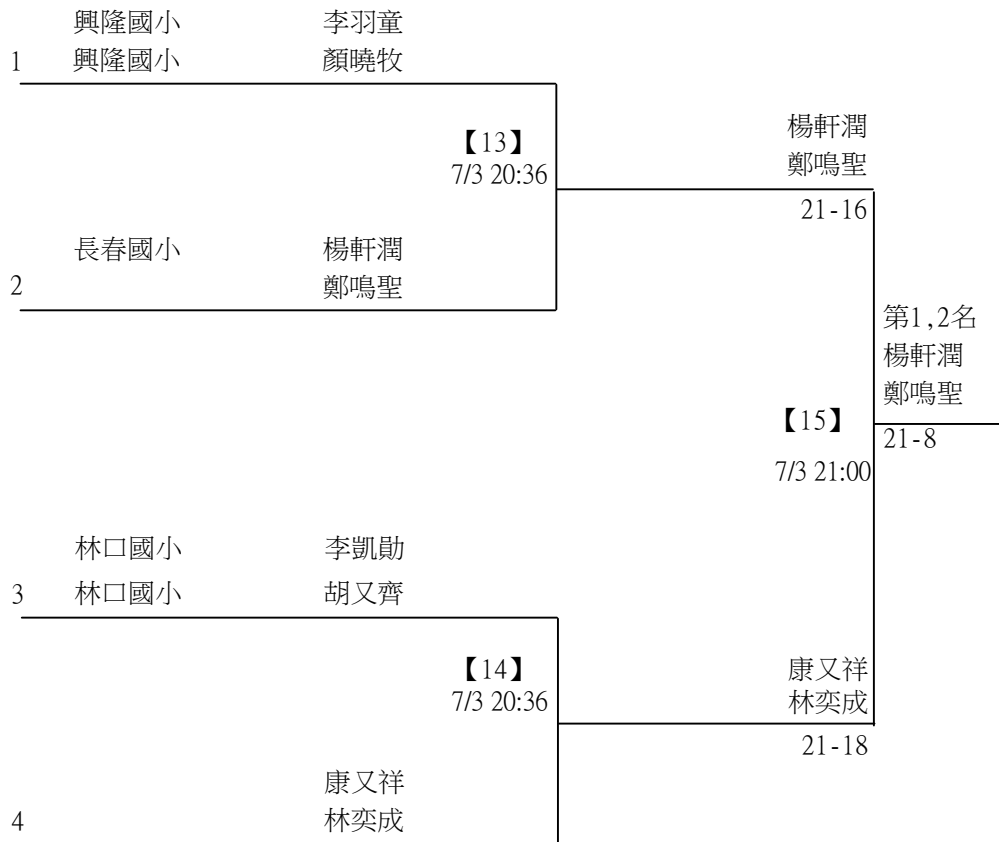 興隆國小 李羽童
1 興隆國小 顏曉牧
【13】
7/3 20:36
楊軒潤
鄭鳴聖
21-16
長春國小 楊軒潤
2 鄭鳴聖
第1,2名
楊軒潤
鄭鳴聖
【15】
21-8
7/3 21:00
林口國小 李凱勛
3 林口國小 胡又齊
【14】
7/3 20:36
康又祥
林奕成
21-18
康又祥
4 林奕成